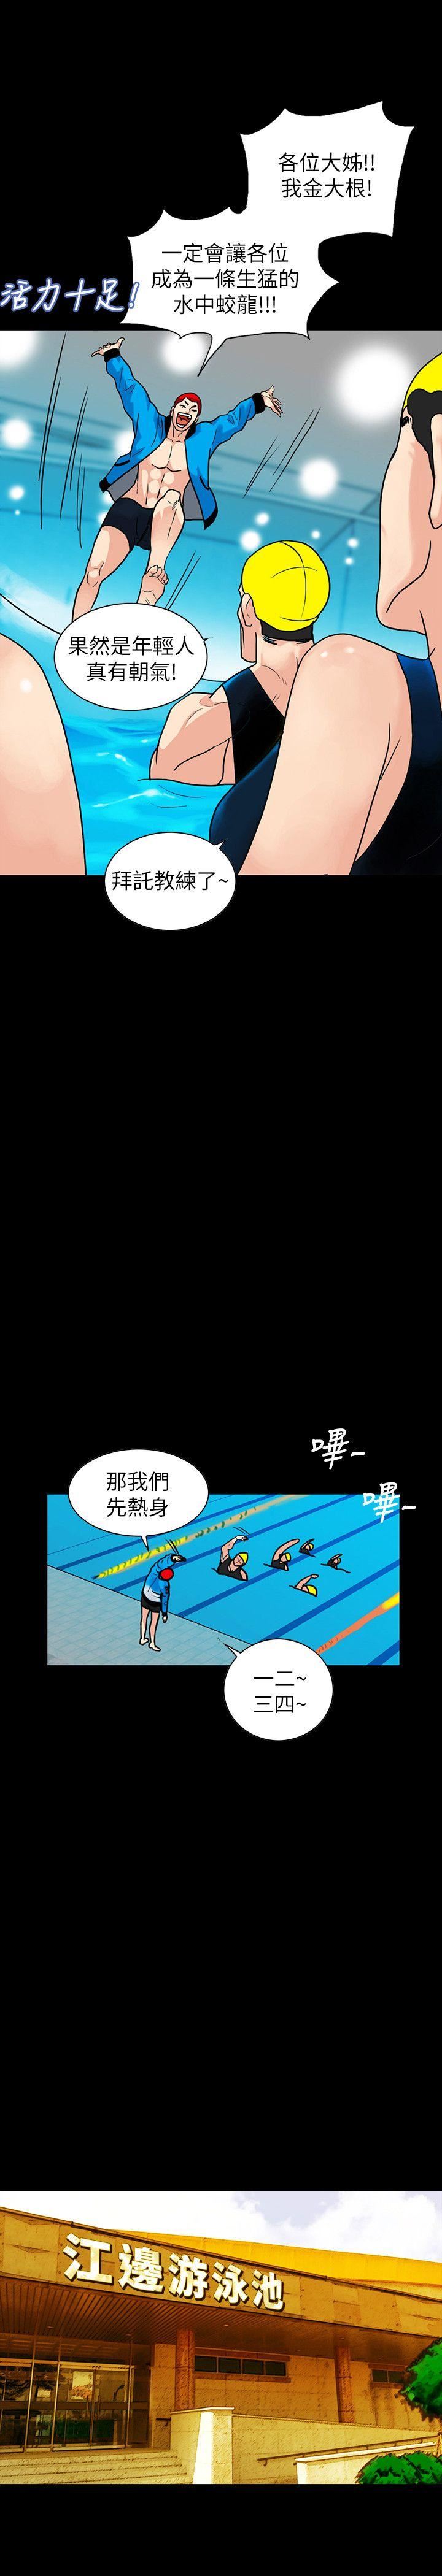 各位大姊!!
我金大根!
一定會讓各位
成為一條生猛的
水中蛟龍!!!
活力十足!
果然是年輕人
真有朝氣!
拜託教練了~
嗶-
嗶-
那我們
先熱身
一二~
三四~
江邊游泳池